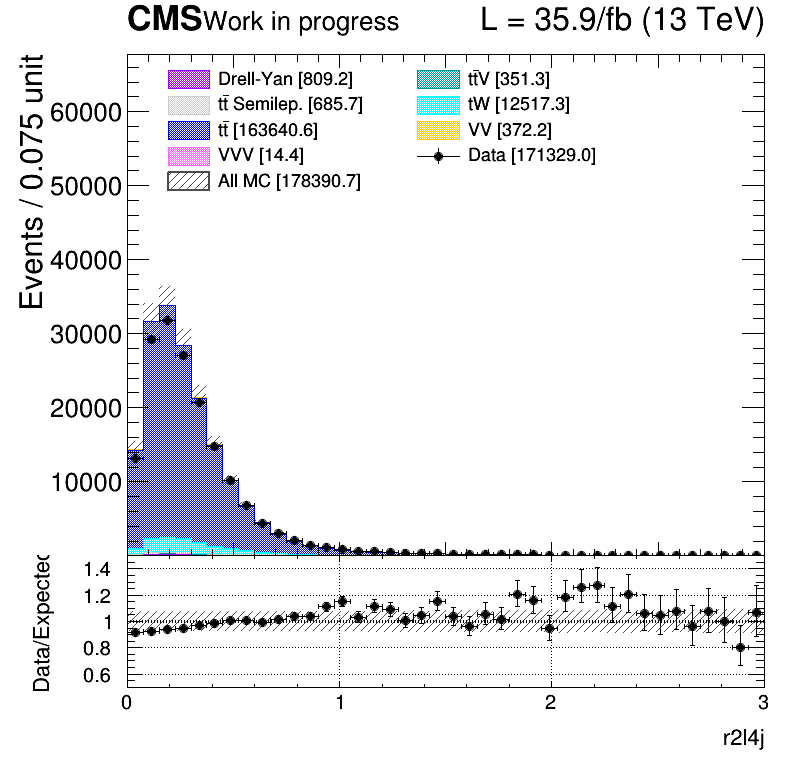 CMS Work in progress L = 35.9/fb (13 TeV)
Events / 0.075 unit
60000
50000
40000
30000
20000
10000
Drell-Yan [809.2]
tt̄ Semilep. [685.7]
tt̄ [163640.6]
VVV [14.4]
All MC [178390.7]
tt̄V [351.3]
tW [12517.3]
VV [372.2]
Data [171329.0]
Data/Expected
1.4
1.2
1
0.8
0.6
0 1 2 3
r2l4j